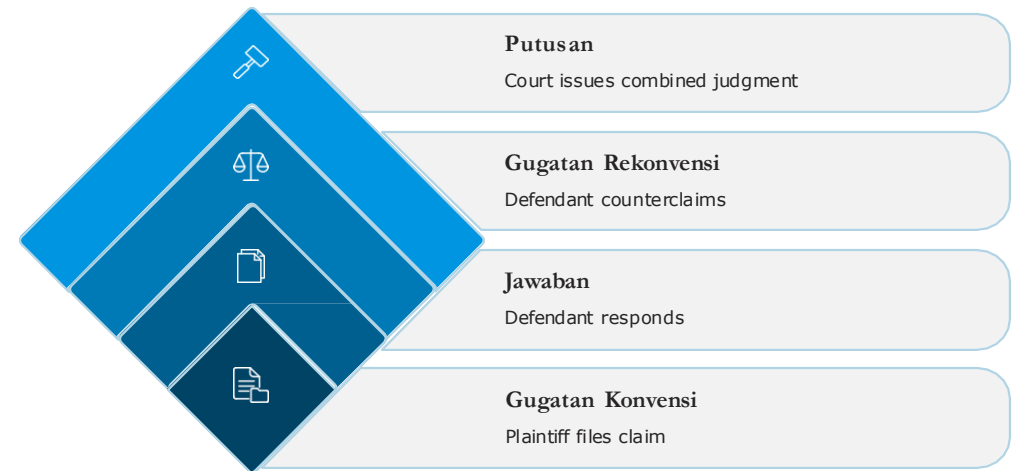 Putusan
Court issues combined judgment
Gugatan Rekonvensi
Defendant counterclaims
Jawaban
Defendant responds
Gugatan Konvensi
Plaintiff files claim